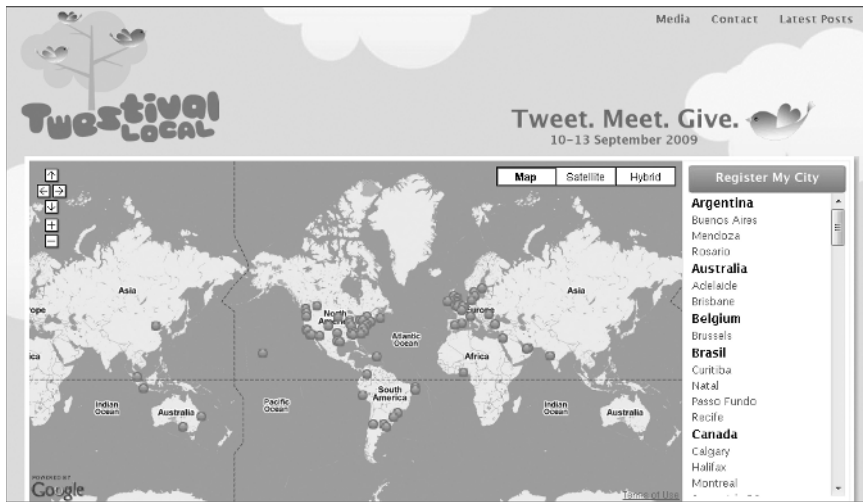 Media Contact Latest Posts
Twestival
LOCAL
Tweet. Meet. Give.
10-13 September 2009
Map Satellite Hybrid
Register My City
Argentina
Buenos Aires
Mendoza
Rosario
Australia
Adelaide
Brisbane
Belgium
Brussels
Brasil
Curitiba
Natal
Passo Fundo
Recife
Canada
Calgary
Halifax
Montreal
Asia
North
America
Atlantic
Ocean
Europe
Asia
Africa
South
America
Indian
Ocean
Australia
Pacific
Ocean
Indian
Ocean
Australia
POWERED BY
Google
Terms of Use